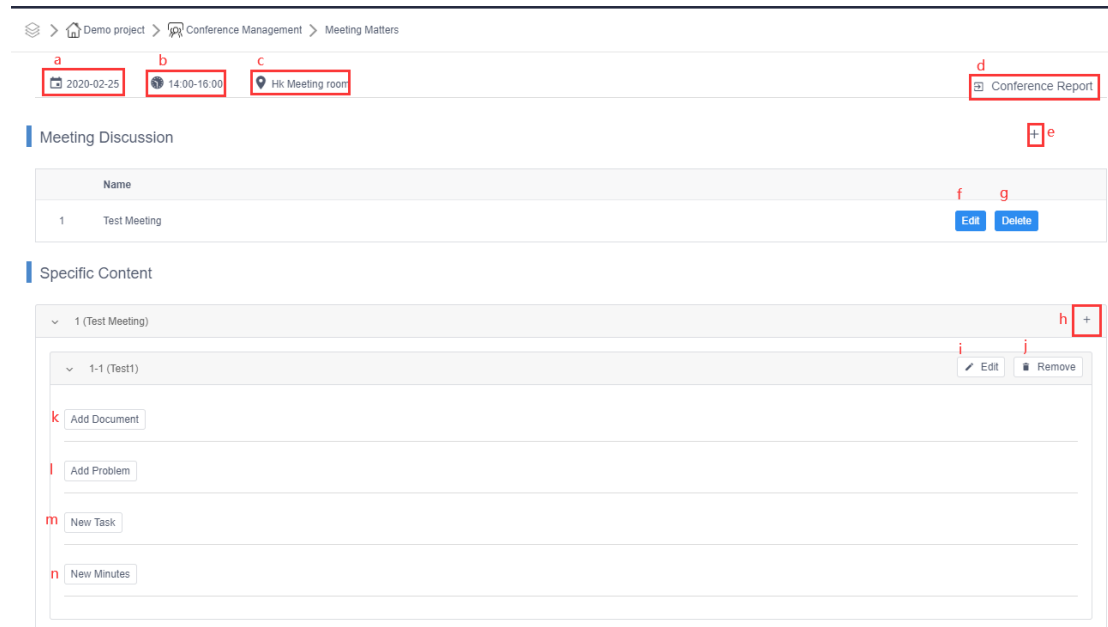 Demo project Conference Management Meeting Matters
a b c d
2020-02-25 14:00-16:00 Hk Meeting room Conference Report
Meeting Discussion + e
Name
f g
1 Test Meeting Edit Delete
Specific Content
1 (Test Meeting) h +
i j
1-1 (Test1) Edit Remove
k Add Document
l Add Problem
m New Task
n New Minutes